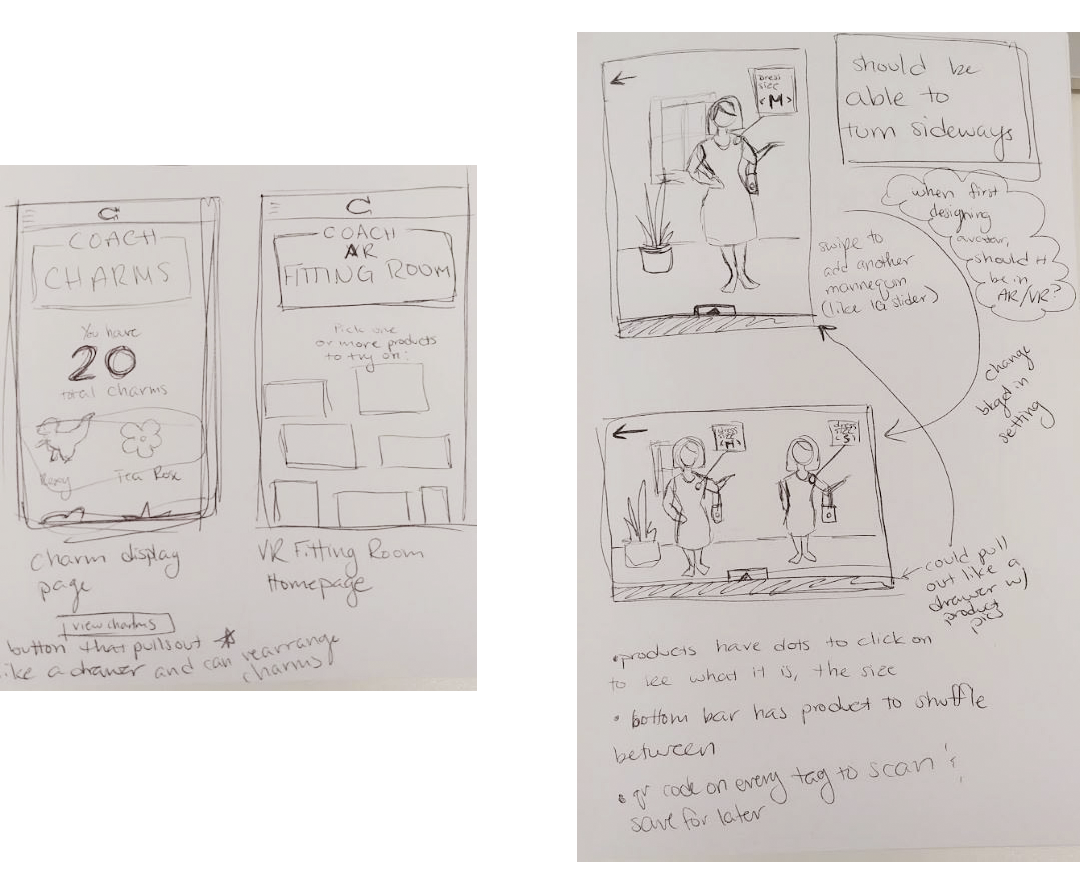 COACH
CHARMS
You have
20
total charms
Roxy
Tea Rose
charm display
page
view charms
button that pulls out
like a drawer and can rearrange
charms
C
COACH
AR
FITTING ROOM
Pick one
or more products
to try on:
VR Fitting Room
Homepage
dress
size
<M>
should be
able to
turn sideways
when first
designing
avatar,
should it
be in
AR/VR?
swipe to
add another
mannequin
(like IG slider)
change
bkgd in
setting
dress
size
<M>
dress
size
<S>
could pull
out like a
drawer w/
product
pics
• products have dots to click on
to see what it is, the size
• bottom bar has product to shuffle
between
• qr code on every tag to scan &
save for later